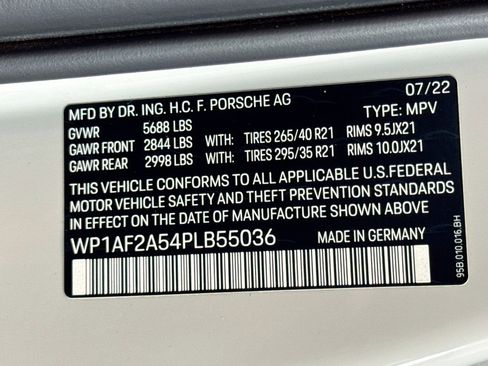 07/22
MFD BY DR. ING. H.C. F. PORSCHE AG
TYPE: MPV
GVWR 5688 LBS
GAWR FRONT 2844 LBS WITH: TIRES 265/40 R21 RIMS 9.5JX21
GAWR REAR 2998 LBS WITH: TIRES 295/35 R21 RIMS 10.0JX21
THIS VEHICLE CONFORMS TO ALL APPLICABLE U.S.FEDERAL
MOTOR VEHICLE SAFETY AND THEFT PREVENTION STANDARDS
IN EFFECT ON THE DATE OF MANUFACTURE SHOWN ABOVE
WP1AF2A54PLB55036 MADE IN GERMANY
95B.010.016.BH